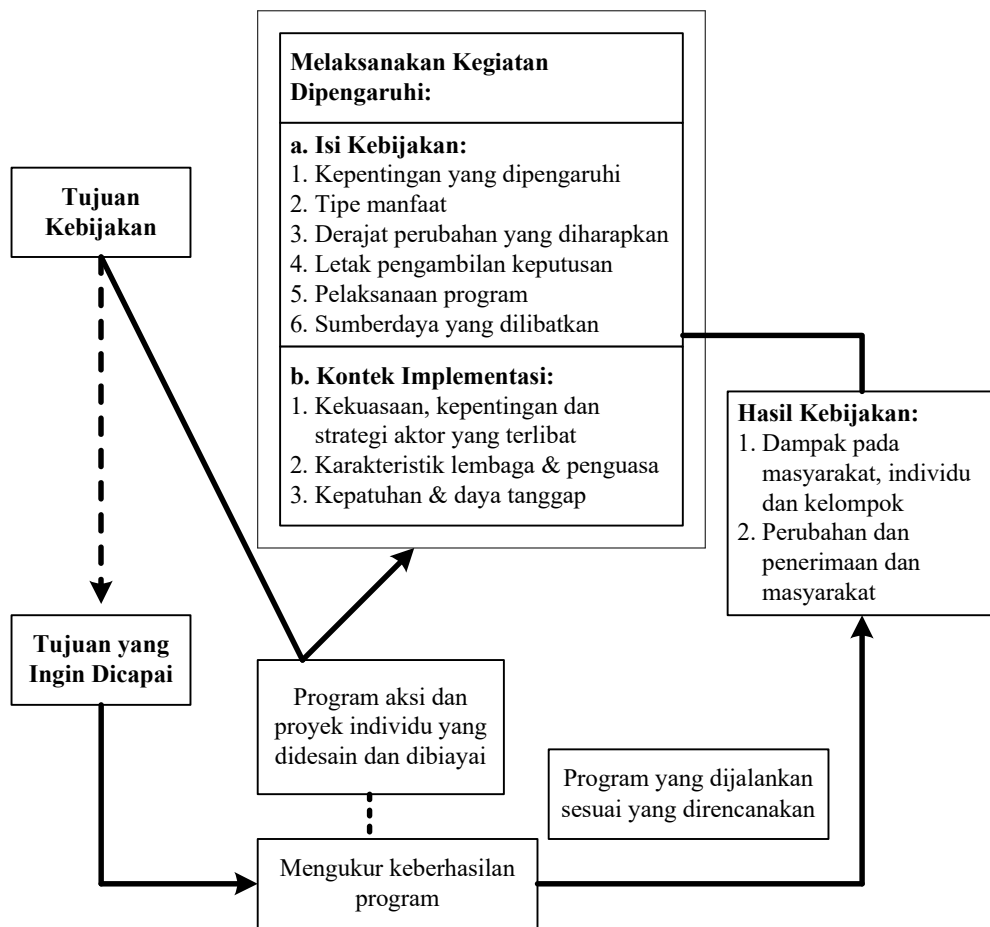 Melaksanakan Kegiatan
Dipengaruhi:
a. Isi Kebijakan:
1. Kepentingan yang dipengaruhi
2. Tipe manfaat
3. Derajat perubahan yang diharapkan
4. Letak pengambilan keputusan
5. Pelaksanaan program
6. Sumberdaya yang dilibatkan
b. Kontek Implementasi:
1. Kekuasaan, kepentingan dan
strategi aktor yang terlibat
2. Karakteristik lembaga & penguasa
3. Kepatuhan & daya tanggap
Tujuan
Kebijakan
Hasil Kebijakan:
1. Dampak pada
masyarakat, individu
dan kelompok
2. Perubahan dan
penerimaan dan
masyarakat
Tujuan yang
Ingin Dicapai
Program aksi dan
proyek individu yang
didesain dan dibiayai
Program yang dijalankan
sesuai yang direncanakan
Mengukur keberhasilan
program